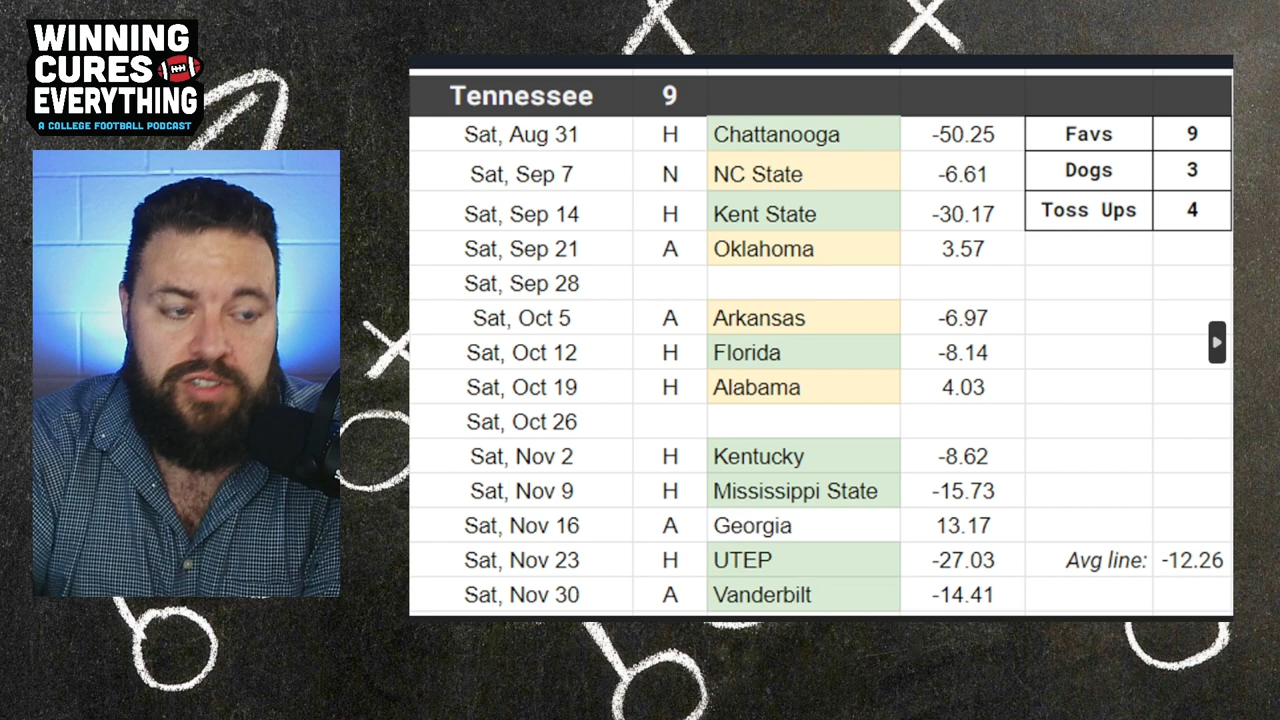 WINNING
CURES
EVERYTHING
A COLLEGE FOOTBALL PODCAST
Tennessee 9
Sat, Aug 31 H Chattanooga -50.25 Favs 9
Sat, Sep 7 N NC State -6.61 Dogs 3
Sat, Sep 14 H Kent State -30.17 Toss Ups 4
Sat, Sep 21 A Oklahoma 3.57
Sat, Sep 28
Sat, Oct 5 A Arkansas -6.97
Sat, Oct 12 H Florida -8.14
Sat, Oct 19 H Alabama 4.03
Sat, Oct 26
Sat, Nov 2 H Kentucky -8.62
Sat, Nov 9 H Mississippi State -15.73
Sat, Nov 16 A Georgia 13.17
Sat, Nov 23 H UTEP -27.03 Avg line: -12.26
Sat, Nov 30 A Vanderbilt -14.41